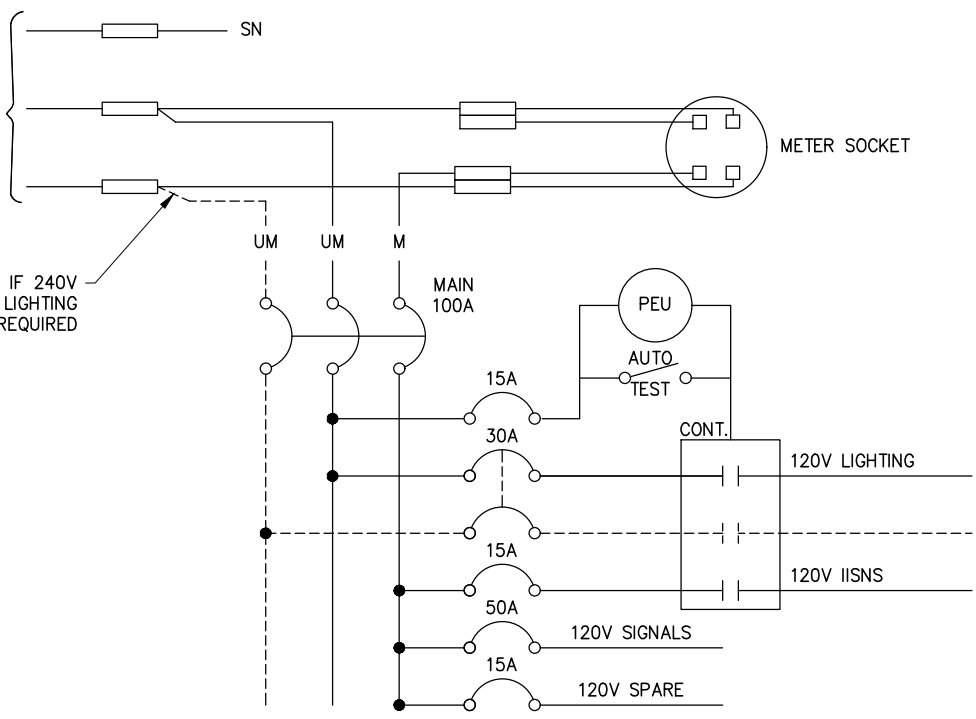 SN
METER SOCKET
UM
UM
M
IF 240V
LIGHTING
REQUIRED
MAIN
100A
PEU
AUTO
TEST
15A
CONT.
30A
120V LIGHTING
15A
120V IISNS
50A
120V SIGNALS
15A
120V SPARE